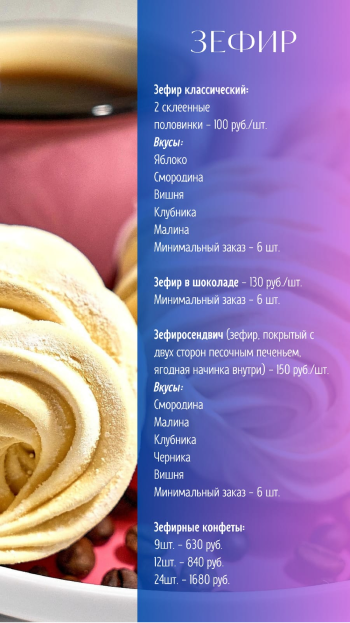 ЗЕФИР
Зефир классический:
2 склеенные
половинки - 100 руб./шт.
Вкусы:
Яблоко
Смородина
Вишня
Клубника
Малина
Минимальный заказ - 6 шт.
Зефир в шоколаде - 130 руб./шт.
Минимальный заказ - 6 шт.
Зефиросендвич (зефир, покрытый с
двух сторон песочным печеньем,
ягодная начинка внутри) - 150 руб./шт.
Вкусы:
Смородина
Малина
Клубника
Черника
Вишня
Минимальный заказ - 6 шт.
Зефирные конфеты:
9шт. - 630 руб.
12шт. - 840 руб.
24шт. - 1680 руб.